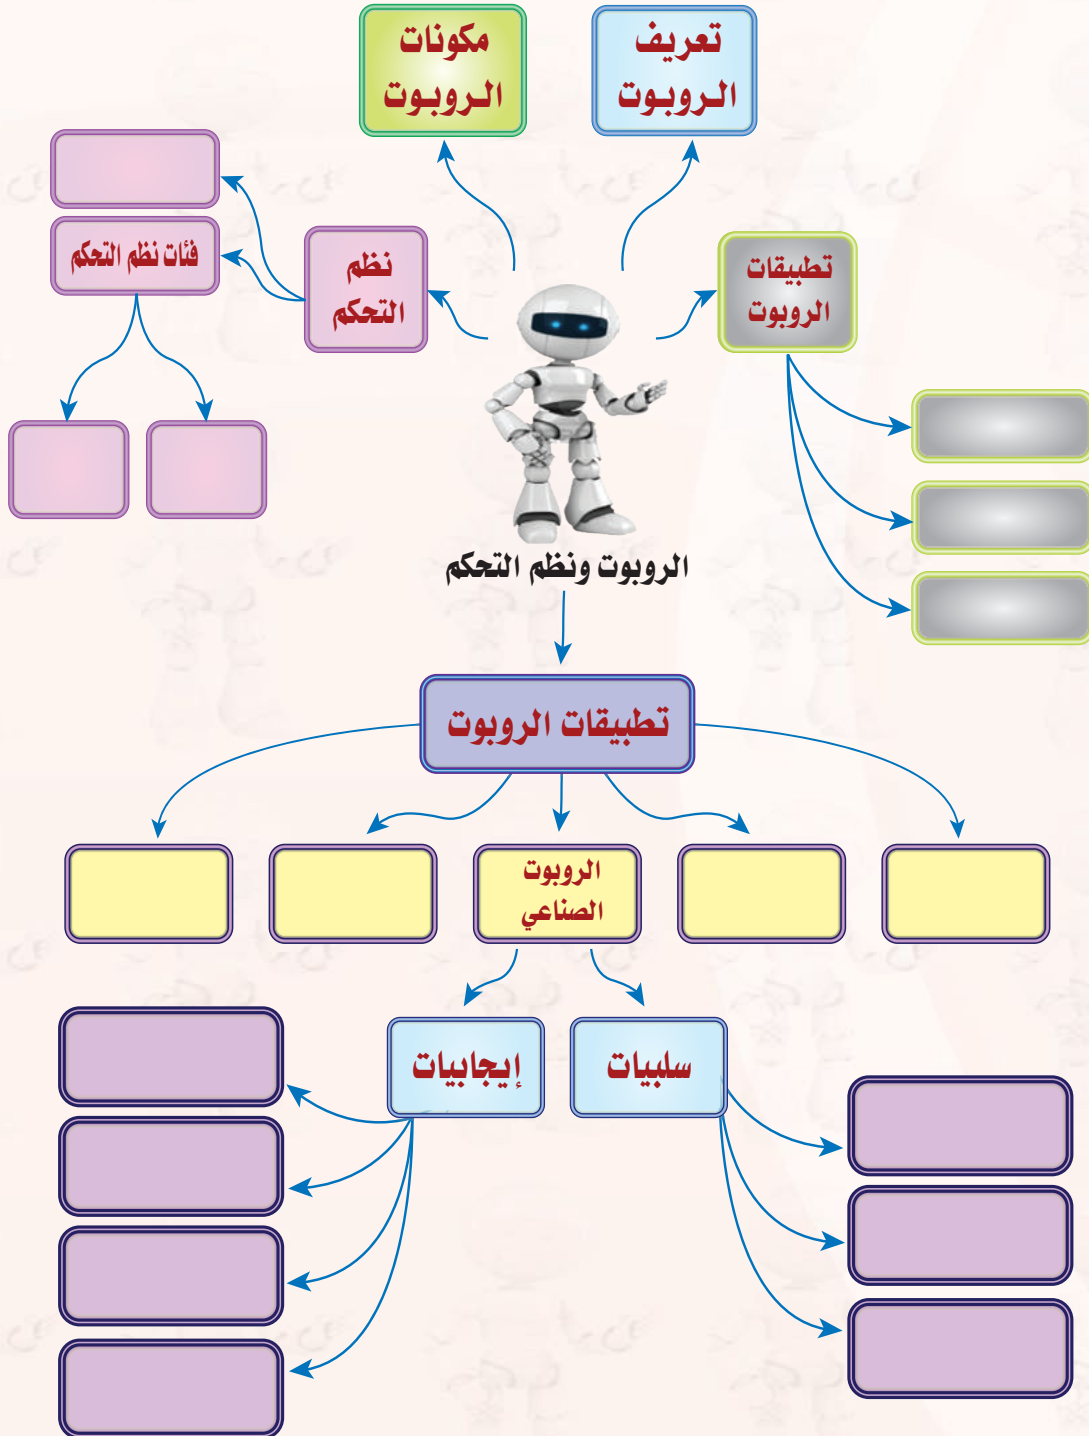 تعريف
الروبوت
مكونات
الروبوت
تطبيقات
الروبوت
نظم
التحكم
فئات نظم التحكم
الروبوت ونظم التحكم
تطبيقات الروبوت
الروبوت
الصناعي
سلبيات
إيجابيات